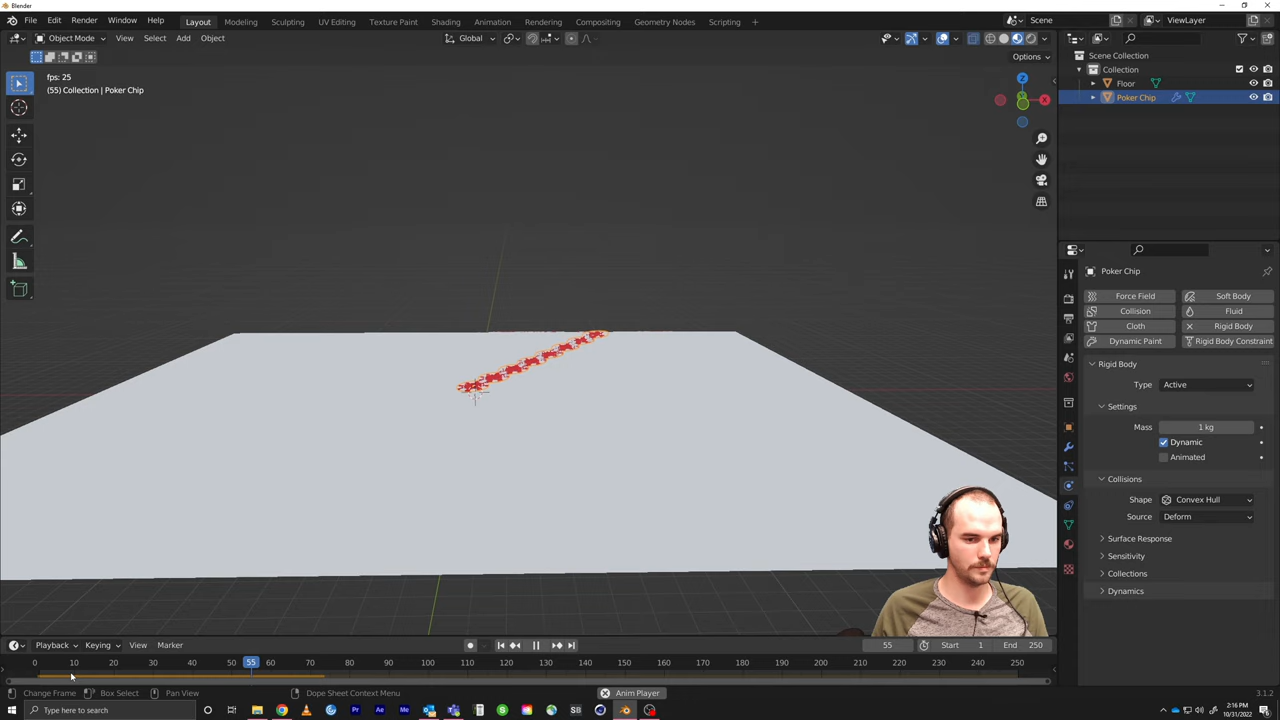 Blender
File Edit Render Window Help Layout Modeling Sculpting UV Editing Texture Paint Shading Animation Rendering Compositing Geometry Nodes Scripting + Scene ViewLayer
Object Mode View Select Add Object Global
Options
fps: 25
(55) Collection | Poker Chip
Z
X
Y
Scene Collection
Collection
Floor
Poker Chip
Poker Chip
Force Field Soft Body
Collision Fluid
Cloth Rigid Body
Dynamic Paint Rigid Body Constraint
Rigid Body
Type Active
Settings
Mass 1 kg
Dynamic
Animated
Collisions
Shape Convex Hull
Source Deform
Surface Response
Sensitivity
Collections
Dynamics
Playback Keying View Marker 55 Start 1 End 250
0 10 20 30 40 50 55 60 70 80 90 100 110 120 130 140 150 160 170 180 190 200 210 220 230 240 250
Change Frame Box Select Pan View Dope Sheet Context Menu Anim Player 3.1.2
Type here to search
2:16 PM
10/31/2022